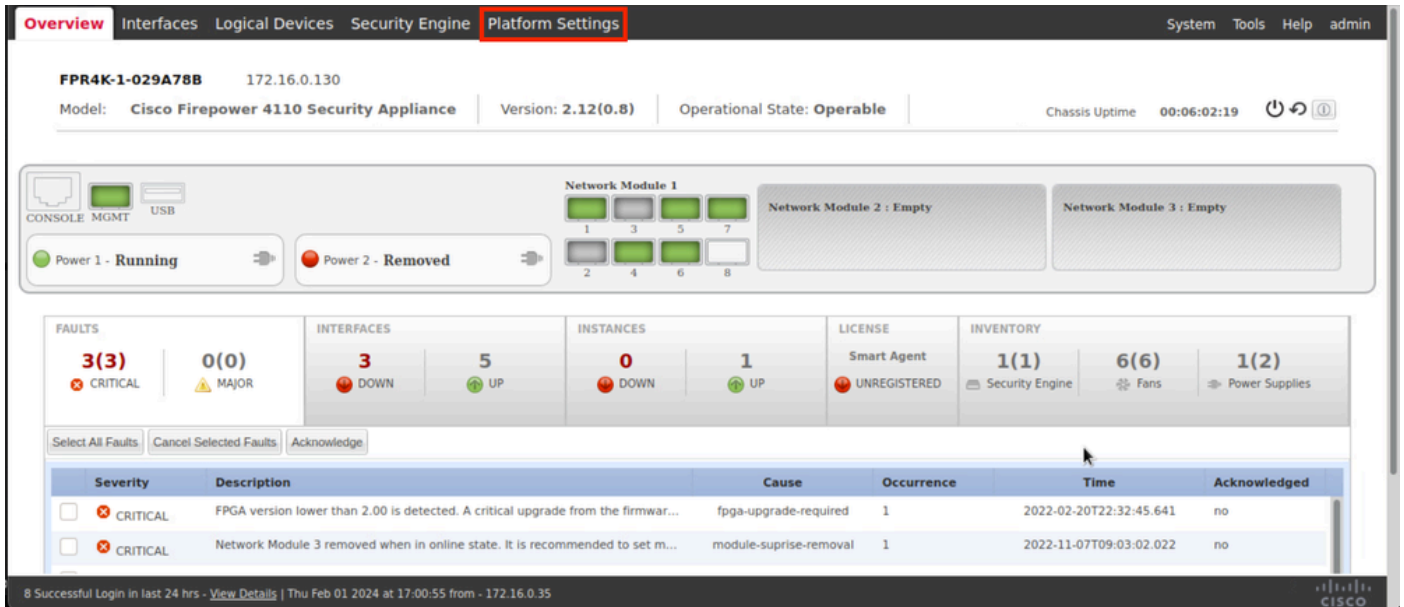 Overview Interfaces Logical Devices Security Engine Platform Settings System Tools Help admin
FPR4K-1-029A78B 172.16.0.130
Model: Cisco Firepower 4110 Security Appliance Version: 2.12(0.8) Operational State: Operable Chassis Uptime 00:06:02:19
CONSOLE MGMT USB
Network Module 1
1 3 5 7
2 4 6 8
Network Module 2 : Empty
Network Module 3 : Empty
Power 1 - Running
Power 2 - Removed
FAULTS INTERFACES INSTANCES LICENSE INVENTORY
3(3) 0(0) 3 5 0 1 Smart Agent 1(1) 6(6) 1(2)
CRITICAL MAJOR DOWN UP DOWN UP UNREGISTERED Security Engine Fans Power Supplies
Select All Faults Cancel Selected Faults Acknowledge
Severity Description Cause Occurrence Time Acknowledged
CRITICAL FPGA version lower than 2.00 is detected. A critical upgrade from the firmwar... fpga-upgrade-required 1 2022-02-20T22:32:45.641 no
CRITICAL Network Module 3 removed when in online state. It is recommended to set m... module-suprise-removal 1 2022-11-07T09:03:02.022 no
8 Successful Login in last 24 hrs - View Details | Thu Feb 01 2024 at 17:00:55 from - 172.16.0.35
CISCO